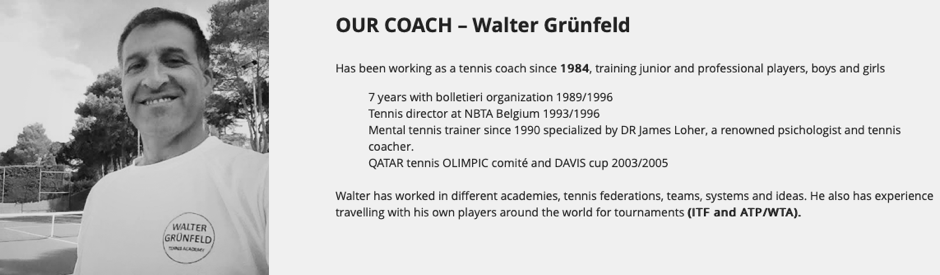 OUR COACH – Walter Grünfeld
Has been working as a tennis coach since 1984, training junior and professional players, boys and girls
7 years with bolletieri organization 1989/1996
Tennis director at NBTA Belgium 1993/1996
Mental tennis trainer since 1990 specialized by DR James Loher, a renowned psichologist and tennis
coacher.
QATAR tennis OLIMPIC comité and DAVIS cup 2003/2005
Walter has worked in different academies, tennis federations, teams, systems and ideas. He also has experience
travelling with his own players around the world for tournaments (ITF and ATP/WTA).
WALTER
GRÜNFELD
TENNIS ACADEMY